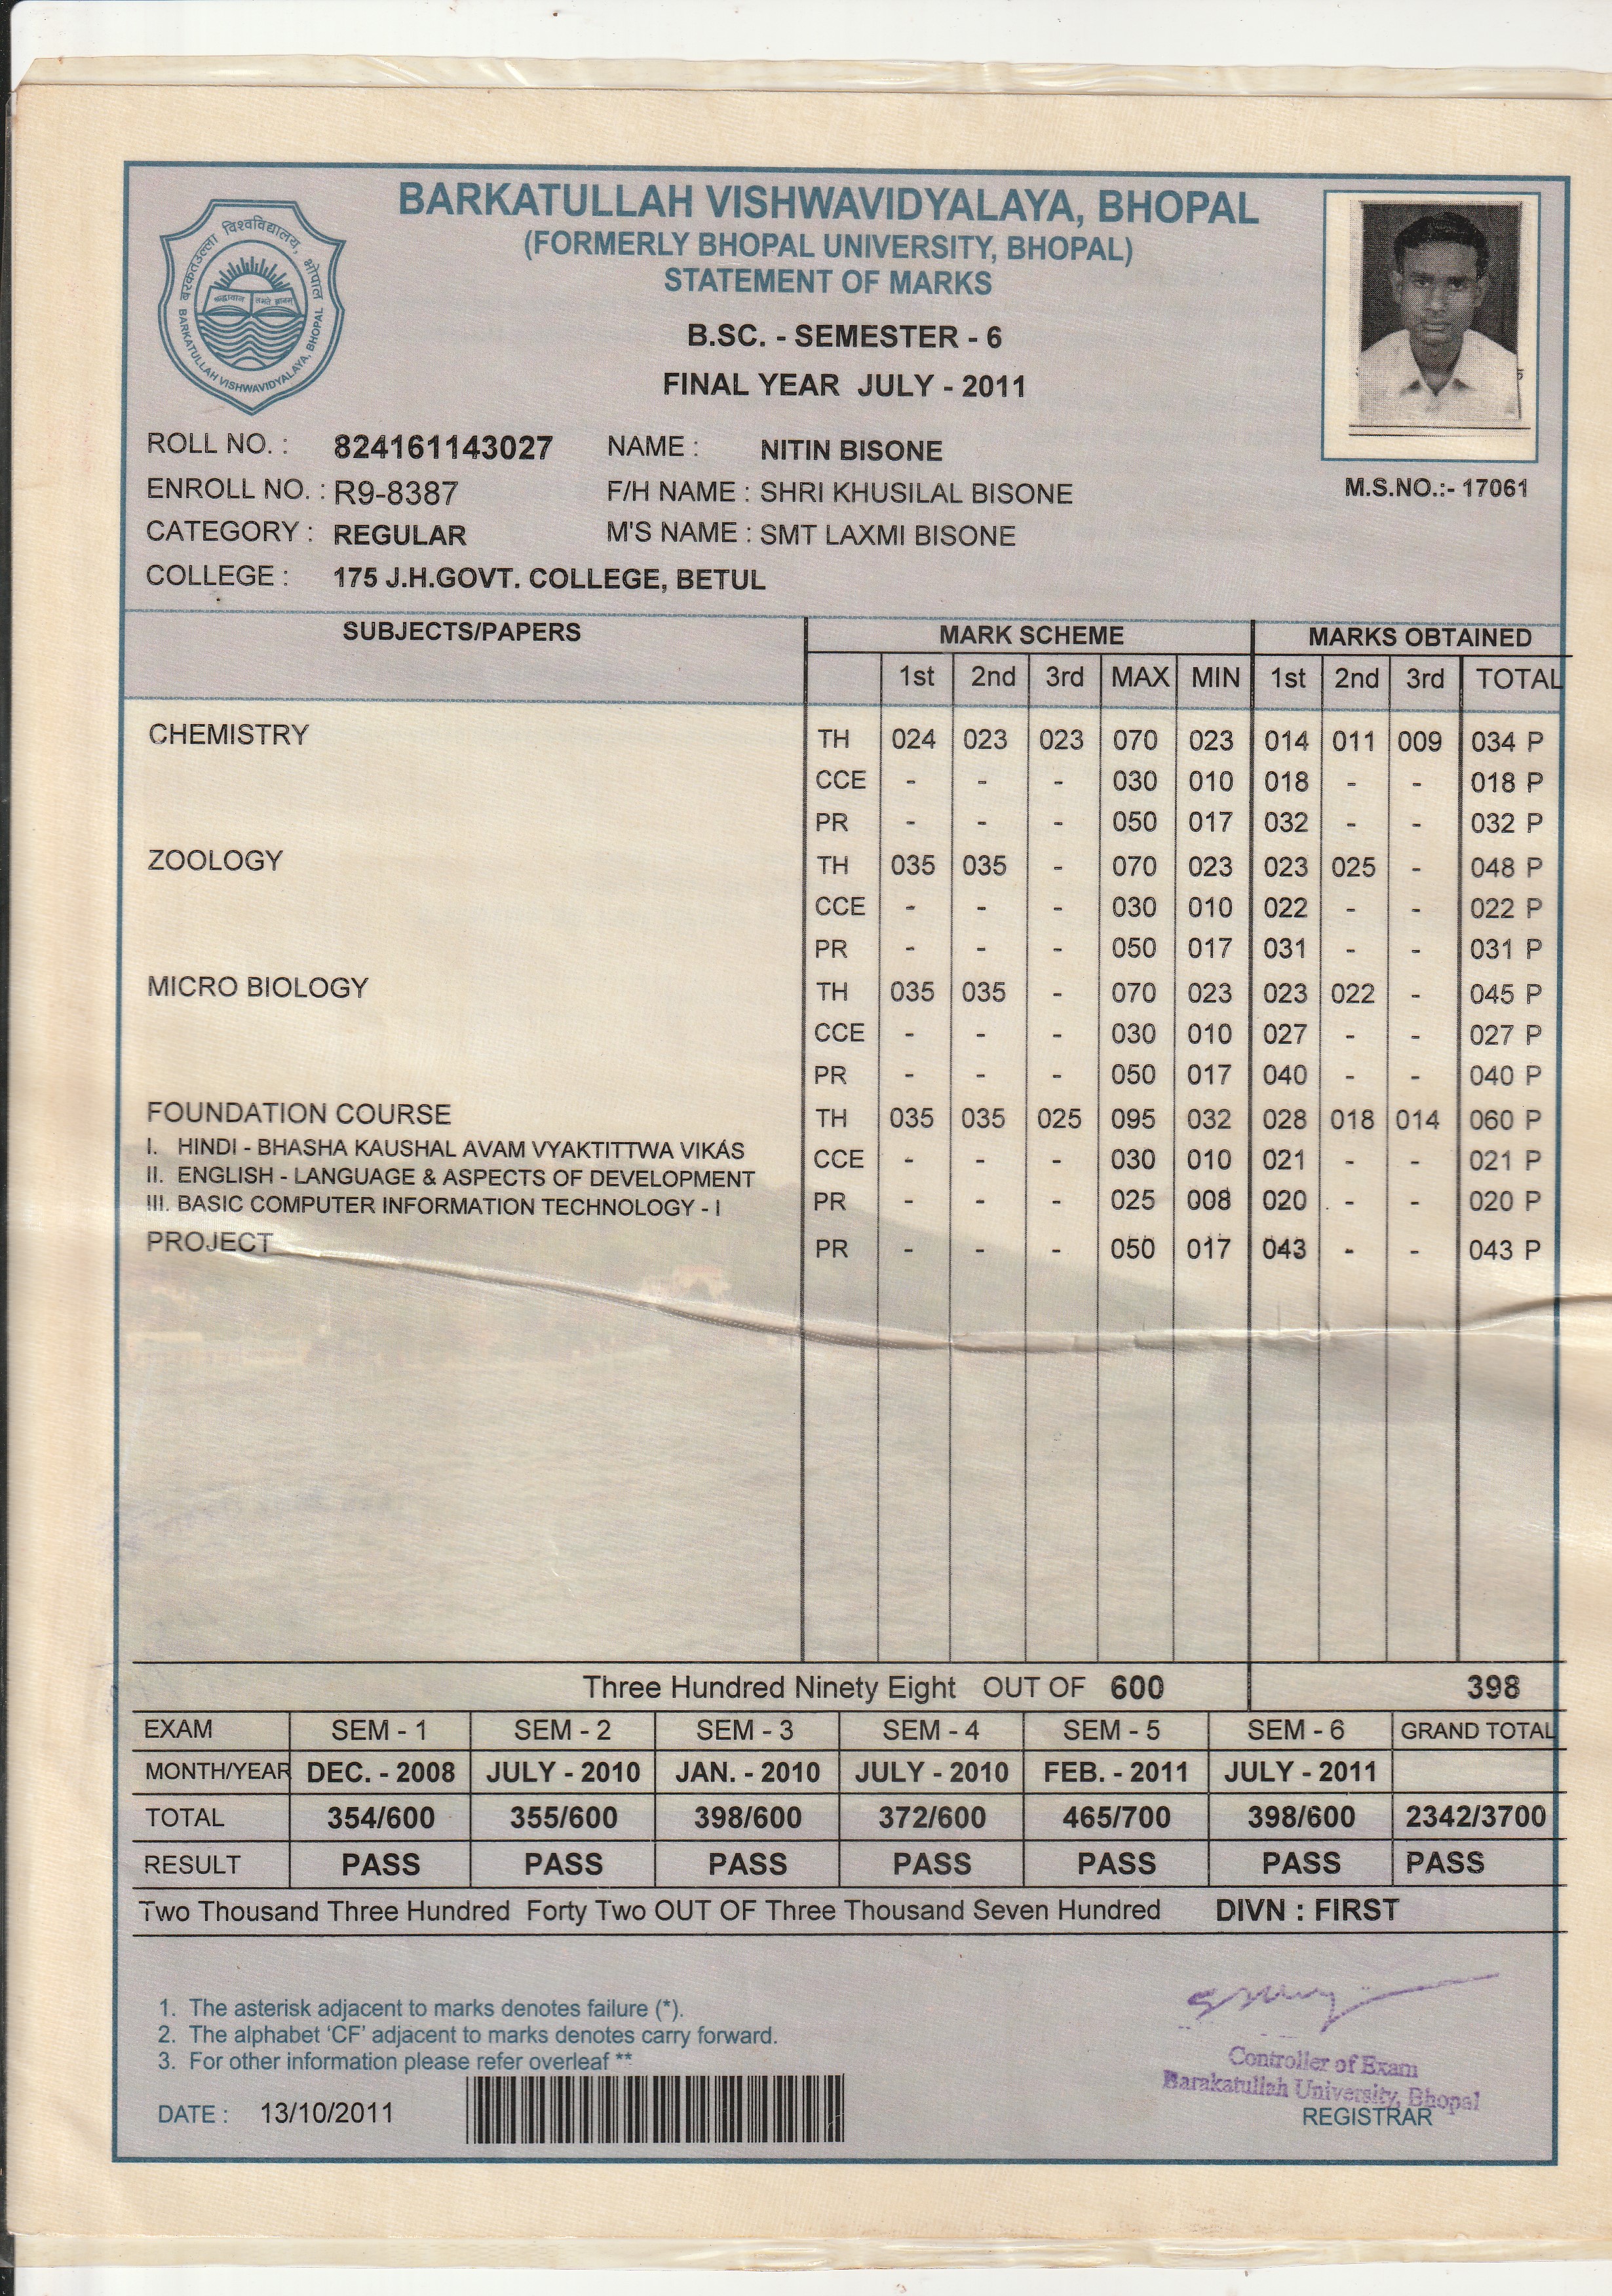 BARKATULLAH VISHWAVIDYALAYA, BHOPAL
(FORMERLY BHOPAL UNIVERSITY, BHOPAL)
STATEMENT OF MARKS
B.SC. - SEMESTER - 6
FINAL YEAR JULY - 2011
बरकतउल्ला विश्वविद्यालय, भोपाल
BARKATULLAH VISHWAVIDYALAYA, BHOPAL
ROLL NO. : 824161143027 NAME : NITIN BISONE
ENROLL NO. : R9-8387 F/H NAME : SHRI KHUSILAL BISONE M.S.NO.:- 17061
CATEGORY : REGULAR M'S NAME : SMT LAXMI BISONE
COLLEGE : 175 J.H.GOVT. COLLEGE, BETUL
SUBJECTS/PAPERS MARK SCHEME MARKS OBTAINED
1st 2nd 3rd MAX MIN 1st 2nd 3rd TOTAL
CHEMISTRY TH 024 023 023 070 023 014 011 009 034 P
CCE - - - 030 010 018 - - 018 P
PR - - - 050 017 032 - - 032 P
ZOOLOGY TH 035 035 - 070 023 023 025 - 048 P
CCE - - - 030 010 022 - - 022 P
PR - - - 050 017 031 - - 031 P
MICRO BIOLOGY TH 035 035 - 070 023 023 022 - 045 P
CCE - - - 030 010 027 - - 027 P
PR - - - 050 017 040 - - 040 P
FOUNDATION COURSE TH 035 035 025 095 032 028 018 014 060 P
I. HINDI - BHASHA KAUSHAL AVAM VYAKTITTWA VIKAS CCE - - - 030 010 021 - - 021 P
II. ENGLISH - LANGUAGE & ASPECTS OF DEVELOPMENT
III. BASIC COMPUTER INFORMATION TECHNOLOGY - I PR - - - 025 008 020 - - 020 P
PROJECT PR - - - 050 017 043 - - 043 P
Three Hundred Ninety Eight OUT OF 600 398
EXAM SEM - 1 SEM - 2 SEM - 3 SEM - 4 SEM - 5 SEM - 6 GRAND TOTAL
MONTH/YEAR DEC. - 2008 JULY - 2010 JAN. - 2010 JULY - 2010 FEB. - 2011 JULY - 2011
TOTAL 354/600 355/600 398/600 372/600 465/700 398/600 2342/3700
RESULT PASS PASS PASS PASS PASS PASS PASS
Two Thousand Three Hundred Forty Two OUT OF Three Thousand Seven Hundred DIVN : FIRST
1. The asterisk adjacent to marks denotes failure (*).
2. The alphabet ‘CF’ adjacent to marks denotes carry forward.
3. For other information please refer overleaf **
Controller of Exam
Barakatullah University, Bhopal
DATE : 13/10/2011 REGISTRAR